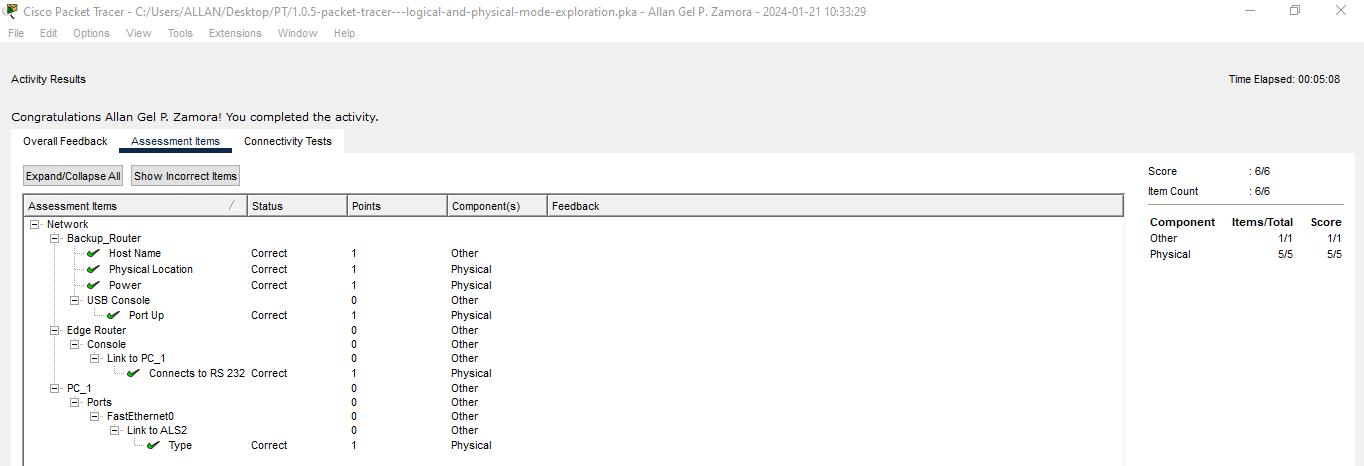 Cisco Packet Tracer - C:/Users/ALLAN/Desktop/PT/1.0.5-packet-tracer---logical-and-physical-mode-exploration.pka - Allan Gel P. Zamora - 2024-01-21 10:33:29
File Edit Options View Tools Extensions Window Help
Activity Results Time Elapsed: 00:05:08
Congratulations Allan Gel P. Zamora! You completed the activity.
Overall Feedback Assessment Items Connectivity Tests
Expand/Collapse All Show Incorrect Items
Assessment Items Status Points Component(s) Feedback
Network
Backup_Router 0 Other
Host Name Correct 1 Other
Physical Location Correct 1 Physical
Power Correct 1 Physical
USB Console 0 Other
Port Up Correct 1 Physical
Edge Router 0 Other
Console 0 Other
Link to PC_1 0 Other
Connects to RS 232 Correct 1 Physical
PC_1 0 Other
Ports 0 Other
FastEthernet0 0 Other
Link to ALS2 0 Other
Type Correct 1 Physical
Score : 6/6
Item Count : 6/6
Component Items/Total Score
Other 1/1 1/1
Physical 5/5 5/5